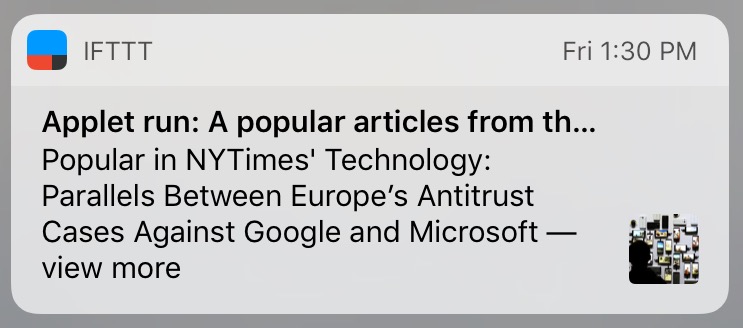 IFTTT
Fri 1:30 PM
Applet run: A popular articles from th...
Popular in NYTimes' Technology:
Parallels Between Europe’s Antitrust
Cases Against Google and Microsoft —
view more